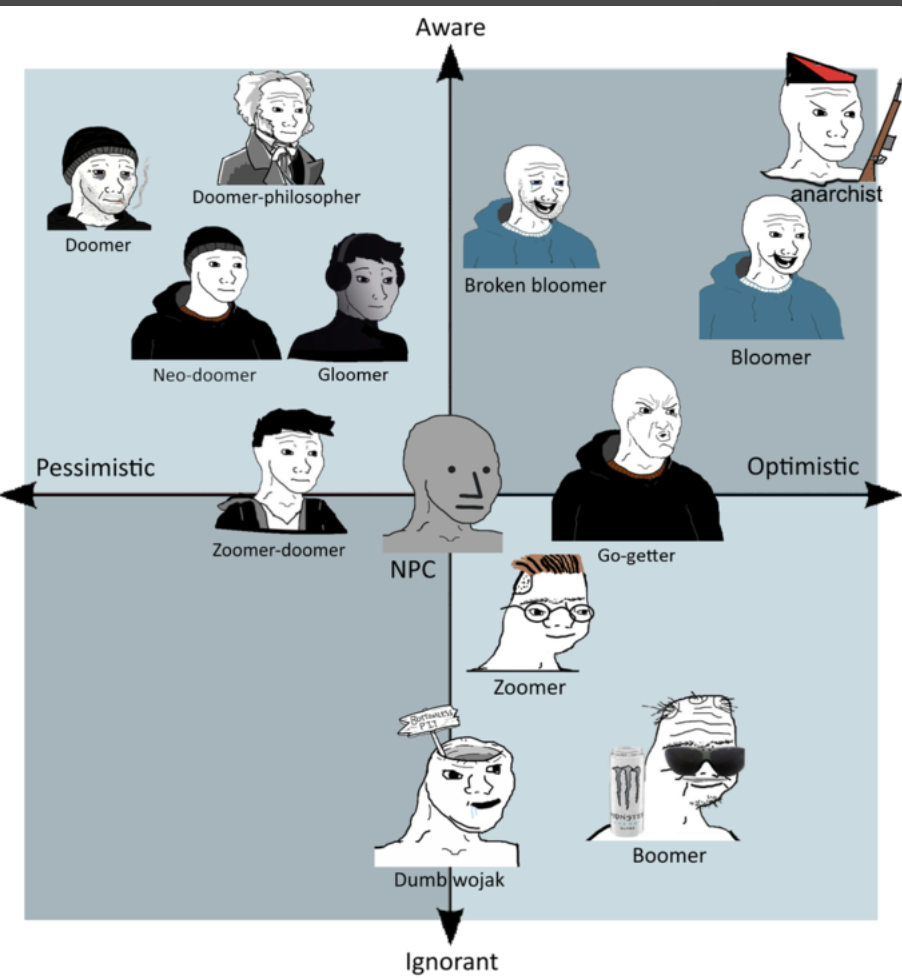 Aware
anarchist
Doomer-philosopher
Doomer
Broken bloomer
Bloomer
Neo-doomer
Gloomer
Pessimistic
Optimistic
Zoomer-doomer
Go-getter
NPC
Zoomer
BOTTOMLESS
PIT
MONSTER
Boomer
Dumb wojak
Ignorant